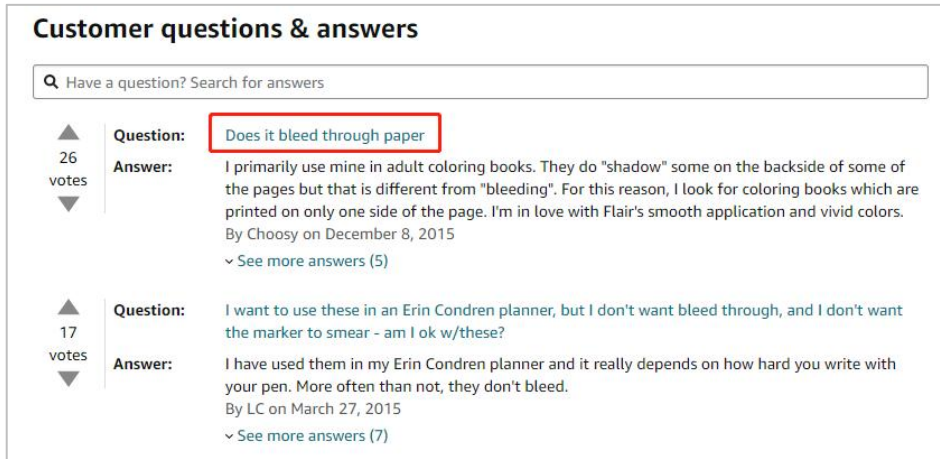 Customer questions & answers
Have a question? Search for answers
26
votes
Question: Does it bleed through paper
Answer: I primarily use mine in adult coloring books. They do "shadow" some on the backside of some of
the pages but that is different from "bleeding". For this reason, I look for coloring books which are
printed on only one side of the page. I'm in love with Flair's smooth application and vivid colors.
By Choosy on December 8, 2015
See more answers (5)
17
votes
Question: I want to use these in an Erin Condren planner, but I don't want bleed through, and I don't want
the marker to smear - am I ok w/these?
Answer: I have used them in my Erin Condren planner and it really depends on how hard you write with
your pen. More often than not, they don't bleed.
By LC on March 27, 2015
See more answers (7)